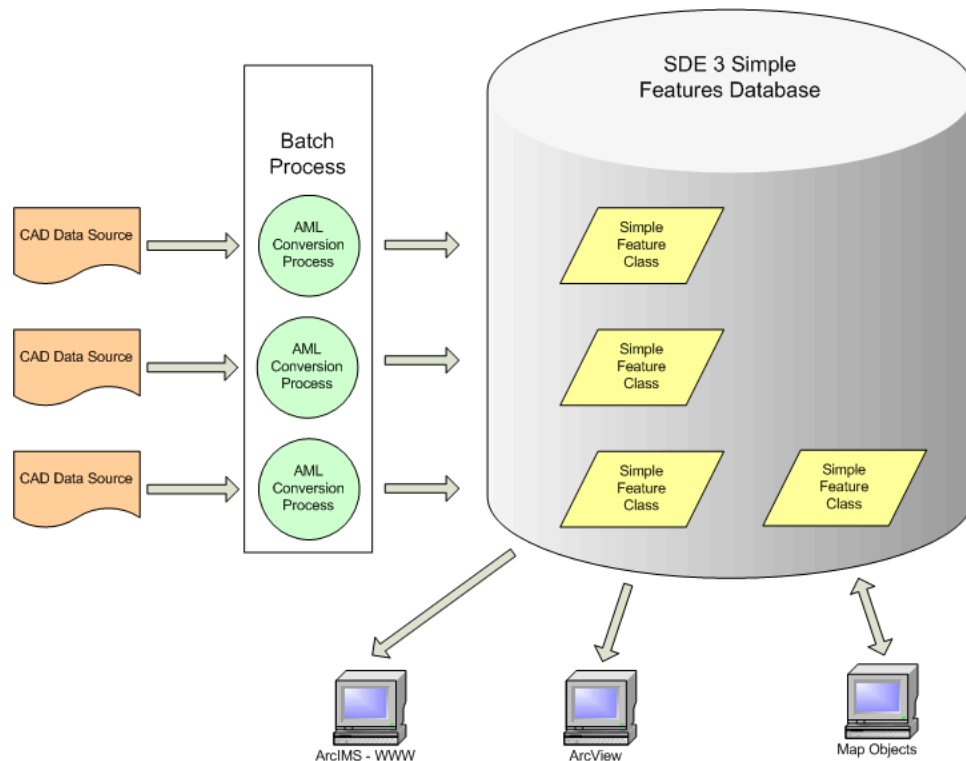 SDE 3 Simple
Features Database
Batch
Process
CAD Data Source
AML
Conversion
Process
Simple
Feature
Class
CAD Data Source
AML
Conversion
Process
Simple
Feature
Class
CAD Data Source
AML
Conversion
Process
Simple
Feature
Class
Simple
Feature
Class
ArcIMS - WWW
ArcView
Map Objects